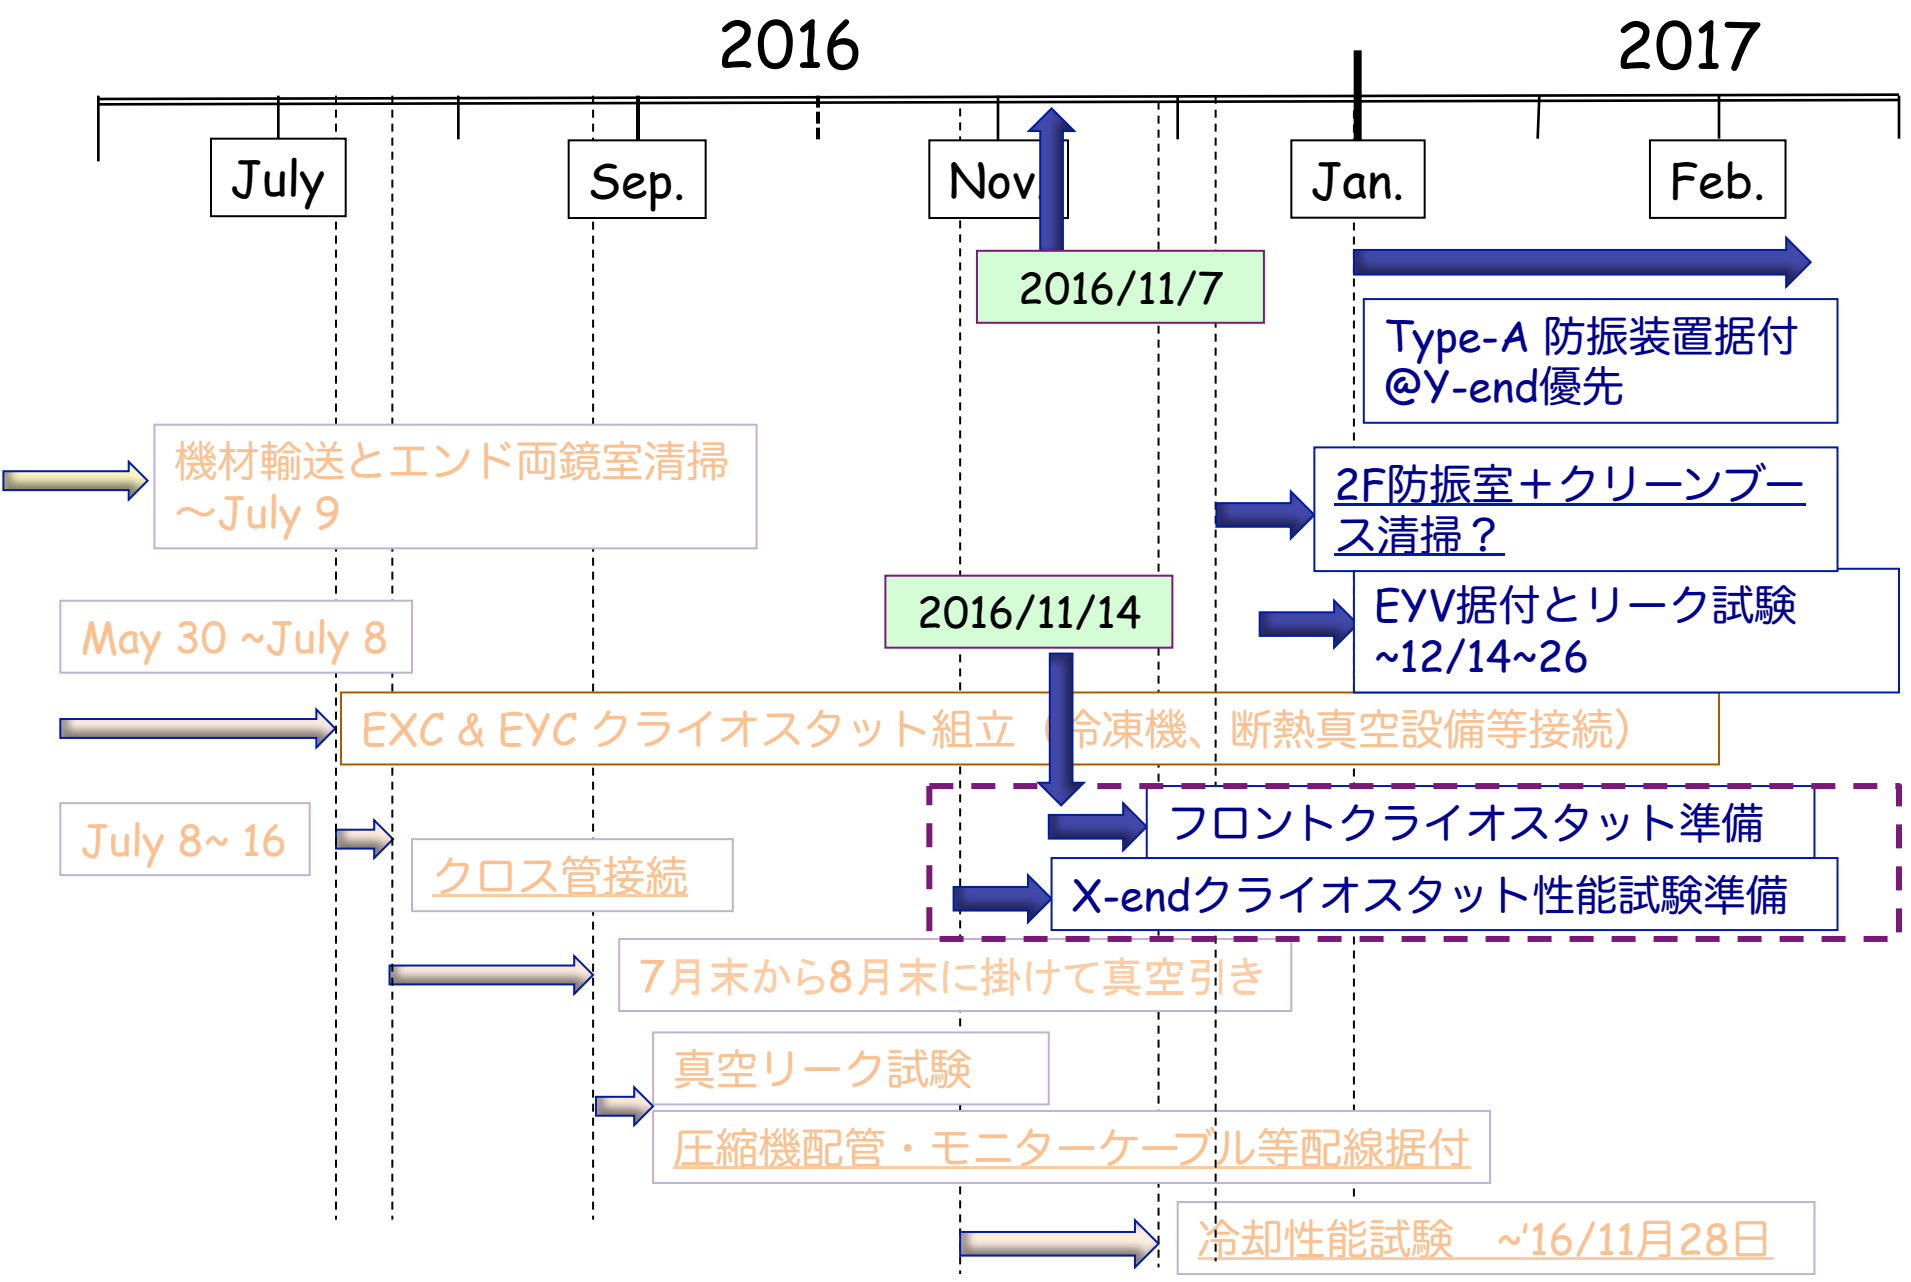 2016
2017
July
Sep.
Nov.
Jan.
Feb.
2016/11/7
Type-A 防振装置据付
@Y-end優先
機材輸送とエンド両鏡室清掃
～July 9
2F防振室＋クリーンブー
ス清掃？
2016/11/14
EYV据付とリーク試験
~12/14~26
May 30 ~July 8
EXC & EYC クライオスタット組立（冷凍機、断熱真空設備等接続）
July 8~ 16
フロントクライオスタット準備
クロス管接続
X-endクライオスタット性能試験準備
7月末から8月末に掛けて真空引き
真空リーク試験
圧縮機配管・モニターケーブル等配線据付
冷却性能試験　~'16/11月28日